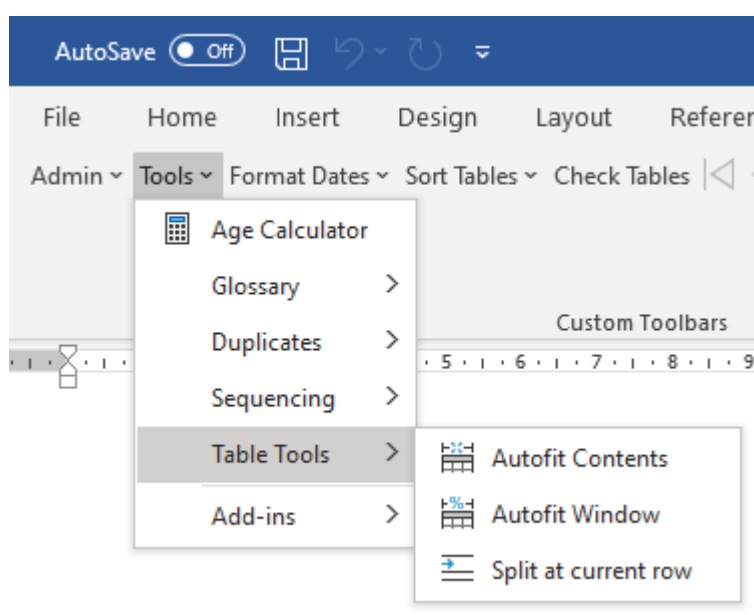 AutoSave Off
File Home Insert Design Layout Referer
Admin Tools Format Dates Sort Tables Check Tables
Age Calculator
Glossary
Custom Toolbars
Duplicates
5 6 7 8 9
Sequencing
Table Tools
Autofit Contents
Autofit Window
Add-ins
Split at current row